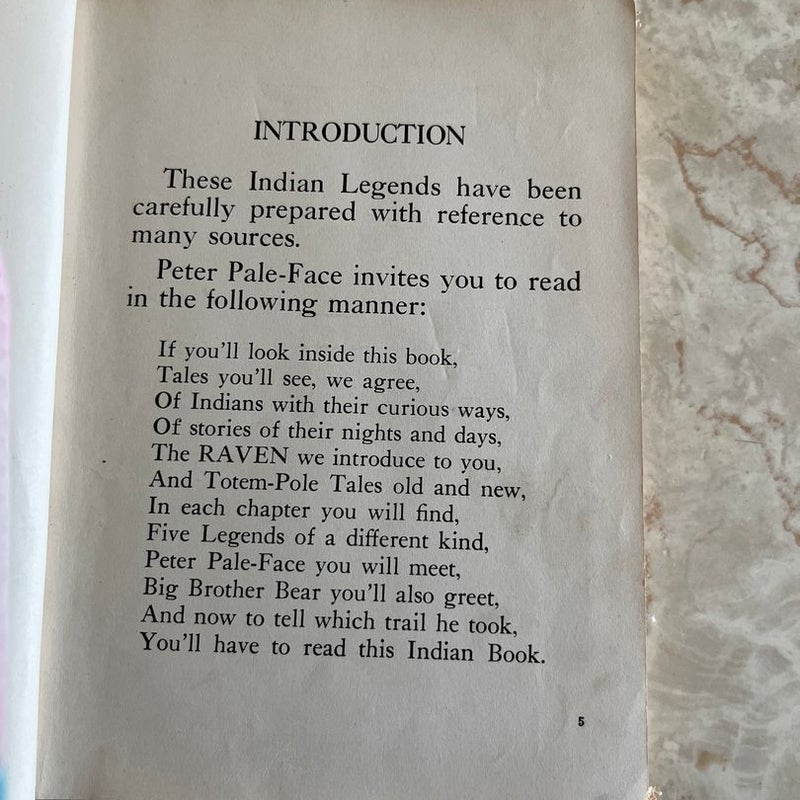 INTRODUCTION
These Indian Legends have been
carefully prepared with reference to
many sources.
Peter Pale-Face invites you to read
in the following manner:
If you'll look inside this book,
Tales you'll see, we agree,
Of Indians with their curious ways,
Of stories of their nights and days,
The RAVEN we introduce to you,
And Totem-Pole Tales old and new,
In each chapter you will find,
Five Legends of a different kind,
Peter Pale-Face you will meet,
Big Brother Bear you'll also greet,
And now to tell which trail he took,
You'll have to read this Indian Book.
5